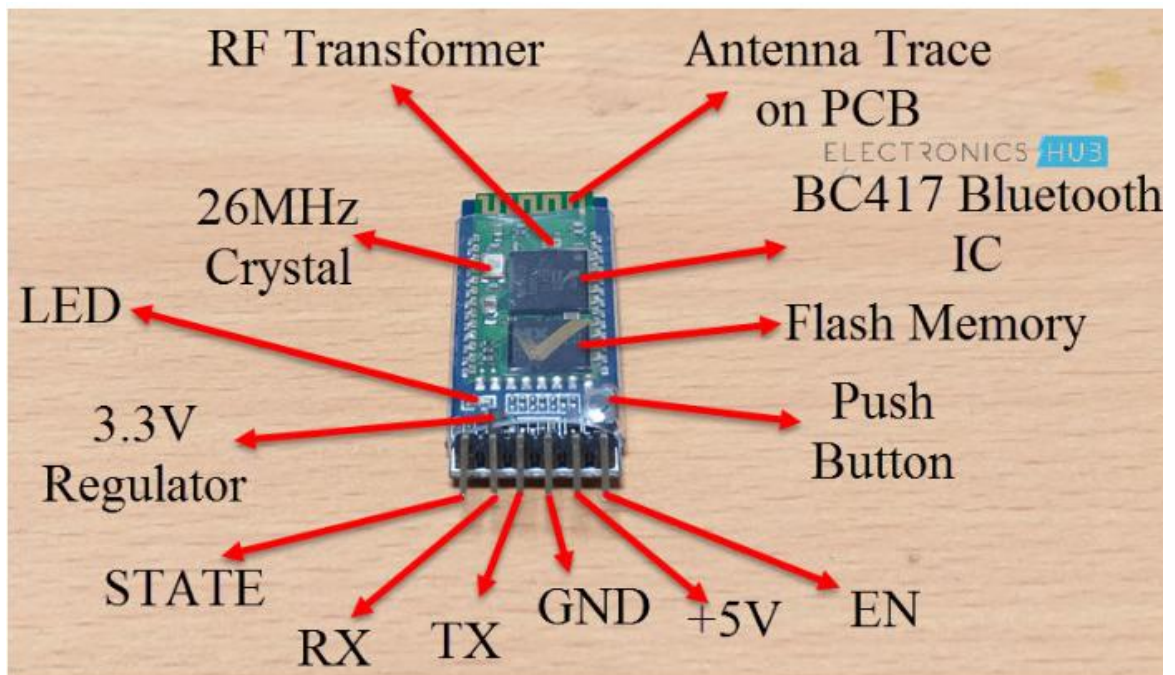 RF Transformer
Antenna Trace
on PCB
ELECTRONICS HUB
26MHz
Crystal
BC417 Bluetooth
IC
LED
Flash Memory
3.3V
Regulator
Push
Button
STATE
RX
TX
GND
+5V
EN